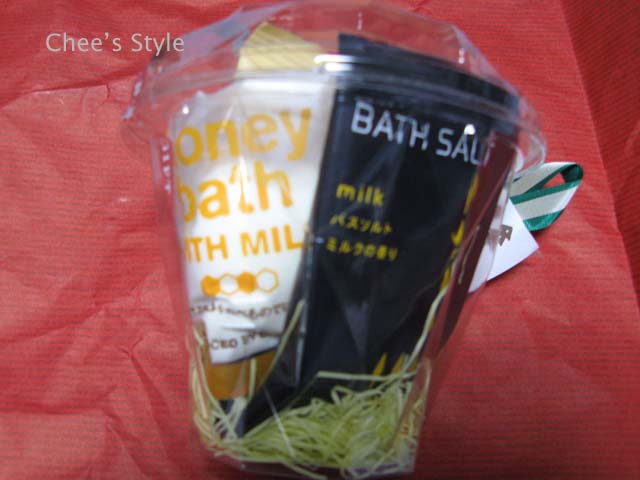 Chee's Style
oney
bath
ITH MIL
BATH SALT
milk
バスソルト
ミルクの香り